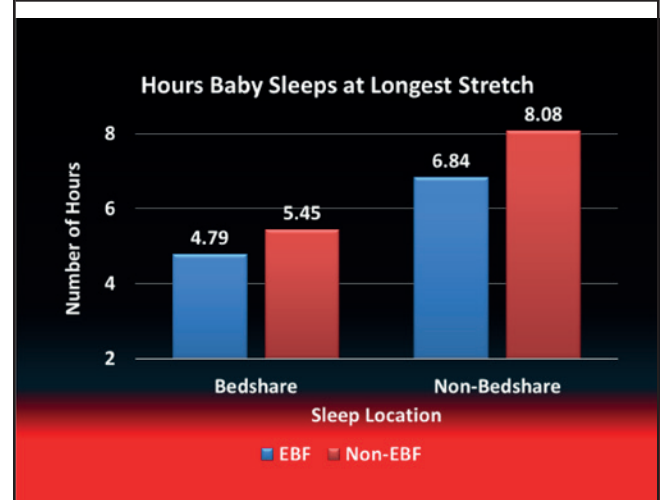 Hours Baby Sleeps at Longest Stretch
Number of Hours
8
6
4
2
4.79
5.45
6.84
8.08
Bedshare
Non-Bedshare
Sleep Location
EBF
Non-EBF